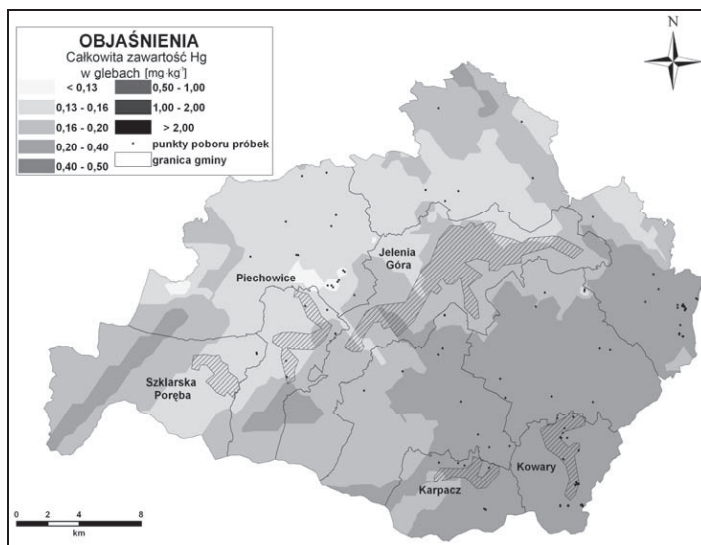 OBJAŚNIENIA
Całkowita zawartość Hg
w glebach [mg·kg⁻¹]
< 0,13
0,13 - 0,16
0,16 - 0,20
0,20 - 0,40
0,40 - 0,50
0,50 - 1,00
1,00 - 2,00
> 2,00
punkty poboru próbek
granica gminy
N
Jelenia
Góra
Piechowice
Szklarska
Poręba
Kowary
Karpacz
0 2 4 8
km